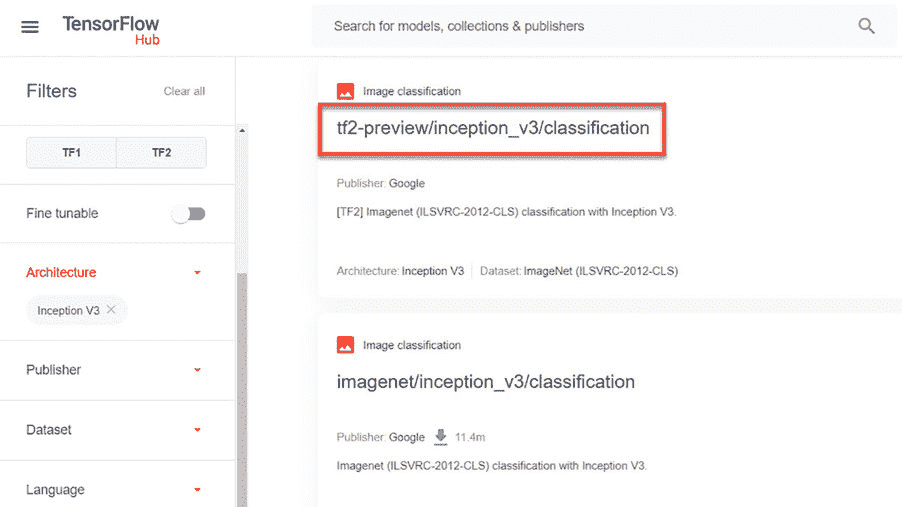 TensorFlow
Hub
Search for models, collections & publishers
Filters
Clear all
TF1
TF2
Fine tunable
Architecture
Inception V3
Publisher
Dataset
Language
Image classification
tf2-preview/inception_v3/classification
Publisher: Google
[TF2] Imagenet (ILSVRC-2012-CLS) classification with Inception V3.
Architecture: Inception V3
Dataset: ImageNet (ILSVRC-2012-CLS)
Image classification
imagenet/inception_v3/classification
Publisher: Google 11.4m
Imagenet (ILSVRC-2012-CLS) classification with Inception V3.